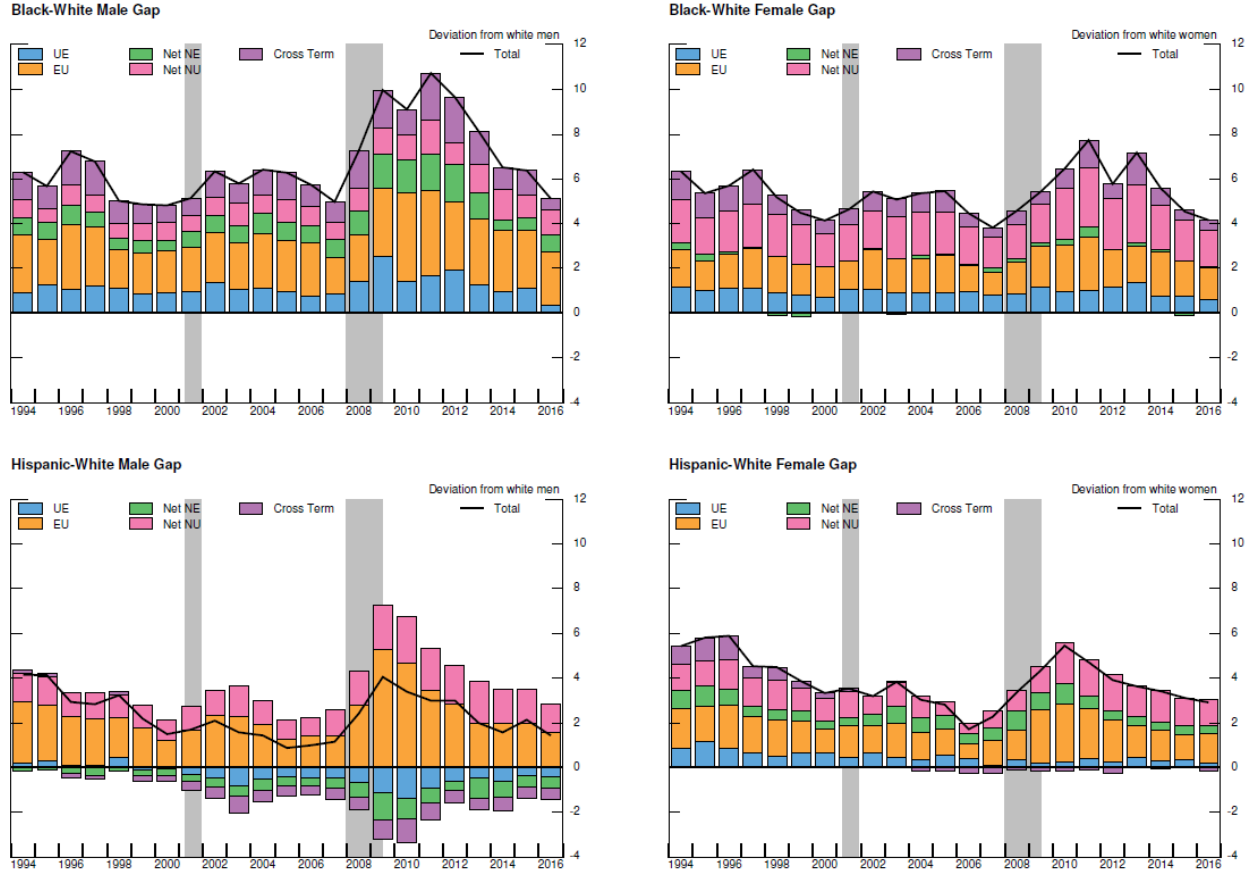 Black-White Male Gap
Deviation from white men
UE Net NE Cross Term Total
EU Net NU
12
10
8
6
4
2
0
-2
-4
1994 1996 1998 2000 2002 2004 2006 2008 2010 2012 2014 2016
Black-White Female Gap
Deviation from white women
UE Net NE Cross Term Total
EU Net NU
12
10
8
6
4
2
0
-2
-4
1994 1996 1998 2000 2002 2004 2006 2008 2010 2012 2014 2016
Hispanic-White Male Gap
Deviation from white men
UE Net NE Cross Term Total
EU Net NU
12
10
8
6
4
2
0
-2
-4
1994 1996 1998 2000 2002 2004 2006 2008 2010 2012 2014 2016
Hispanic-White Female Gap
Deviation from white women
UE Net NE Cross Term Total
EU Net NU
12
10
8
6
4
2
0
-2
-4
1994 1996 1998 2000 2002 2004 2006 2008 2010 2012 2014 2016